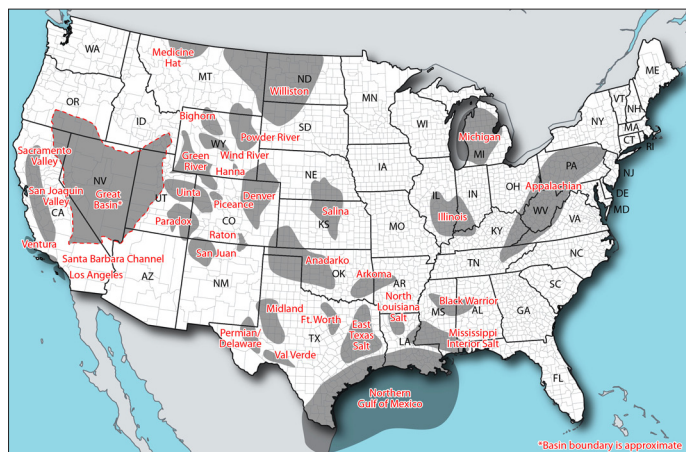 WA
Medicine
Hat
MT
ND
Williston
MN
ME
OR
ID
Bighorn
WY
Powder River
SD
WI
Michigan
MI
NY
VT
NH
MA
CT
RI
Sacramento
Valley
Green
River
Wind River
Hanna
NE
IA
PA
NJ
NV
Great
Basin*
San Joaquin
Valley
CA
UT
Uinta
Piceance
Denver
CO
Paradox
Salina
KS
IL
Illinois
IN
OH
Appalachian
WV
DE
MD
VA
MO
KY
Raton
Ventura
Santa Barbara Channel
Los Angeles
AZ
San Juan
NM
Anadarko
OK
Arkoma
AR
TN
NC
SC
North
Louisiana
Salt
Black Warrior
MS
AL
GA
Midland
Ft. Worth
TX
East
Texas
Salt
Permian/
Delaware
Val Verde
LA
Mississippi
Interior Salt
FL
Northern
Gulf of Mexico
*Basin boundary is approximate